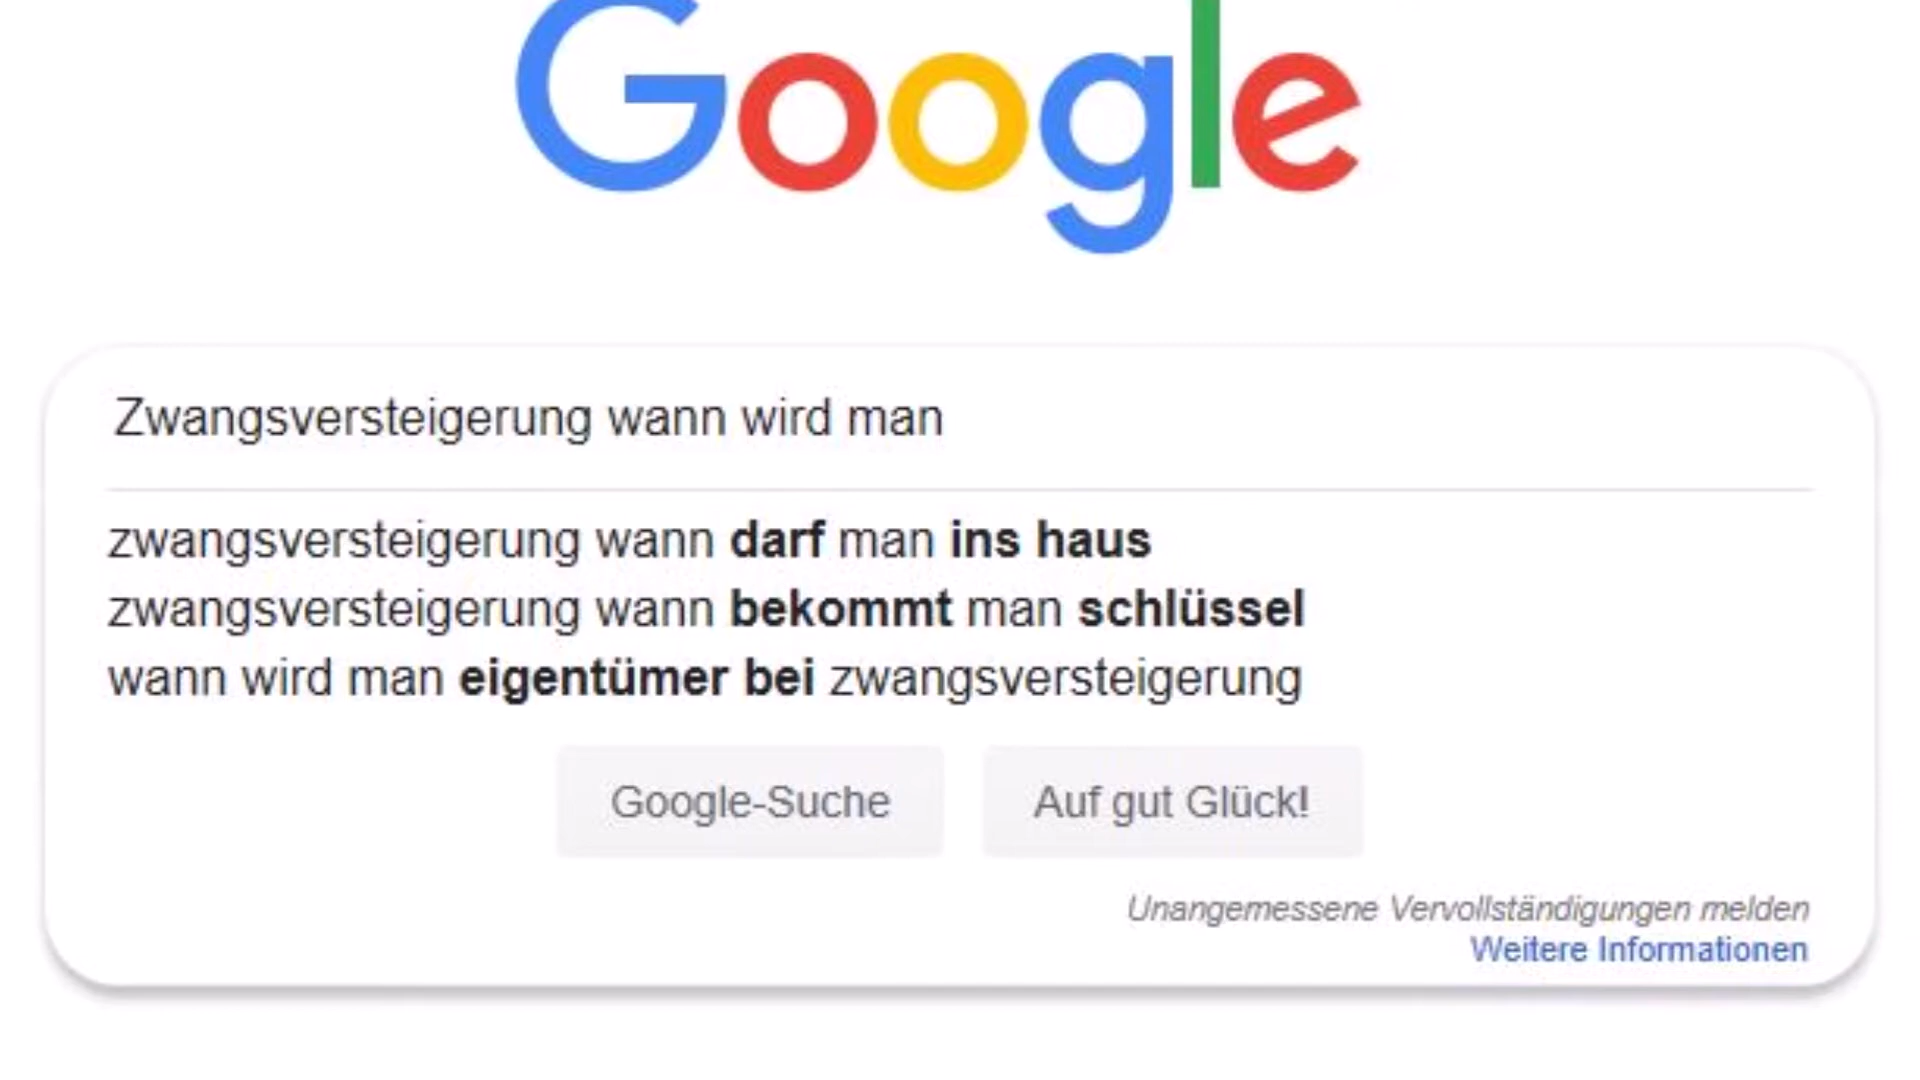 Google
Zwangsversteigerung wann wird man
zwangsversteigerung wann darf man ins haus
zwangsversteigerung wann bekommt man schlüssel
wann wird man eigentümer bei zwangsversteigerung
Google-Suche
Auf gut Glück!
Unangemessene Vervollständigungen melden
Weitere Informationen